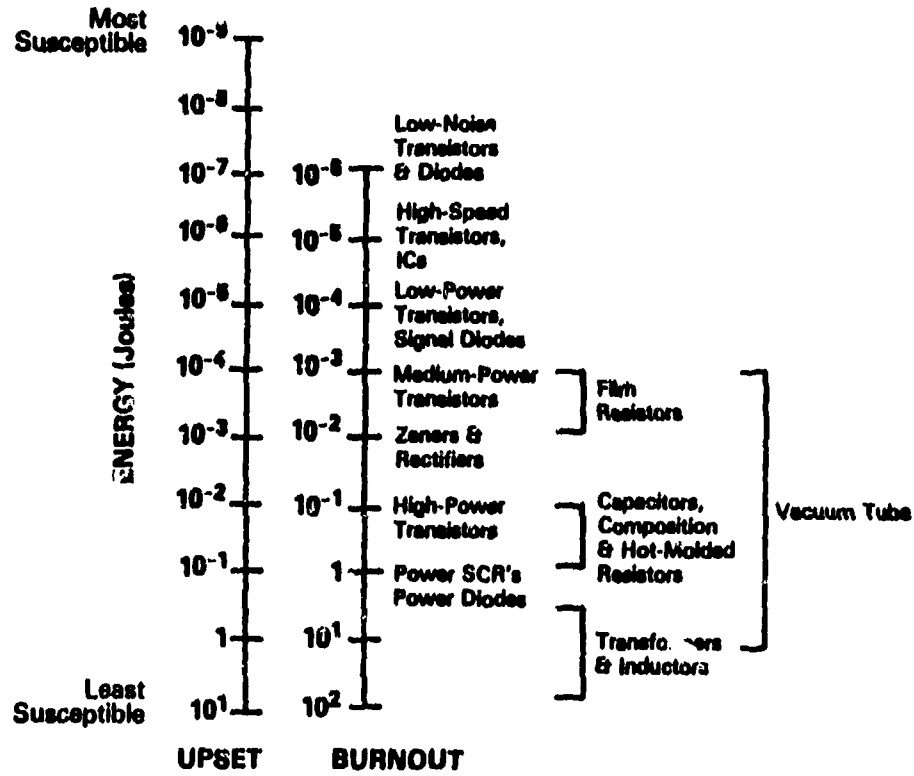 Most
Susceptible
10⁻⁹
10⁻⁸
10⁻⁷
10⁻⁶
10⁻⁵
10⁻⁴
10⁻³
10⁻²
10⁻¹
1
10¹
Least
Susceptible
ENERGY (Joules)
UPSET
10⁻⁶
10⁻⁵
10⁻⁴
10⁻³
10⁻²
10⁻¹
1
10¹
10²
BURNOUT
Low-Noise
Transistors
& Diodes
High-Speed
Transistors,
ICs
Low-Power
Transistors,
Signal Diodes
Medium-Power
Transistors
Zeners &
Rectifiers
High-Power
Transistors
Power SCR's
Power Diodes
Film
Resistors
Capacitors,
Composition
& Hot-Molded
Resistors
& Inductors
Vacuum Tube